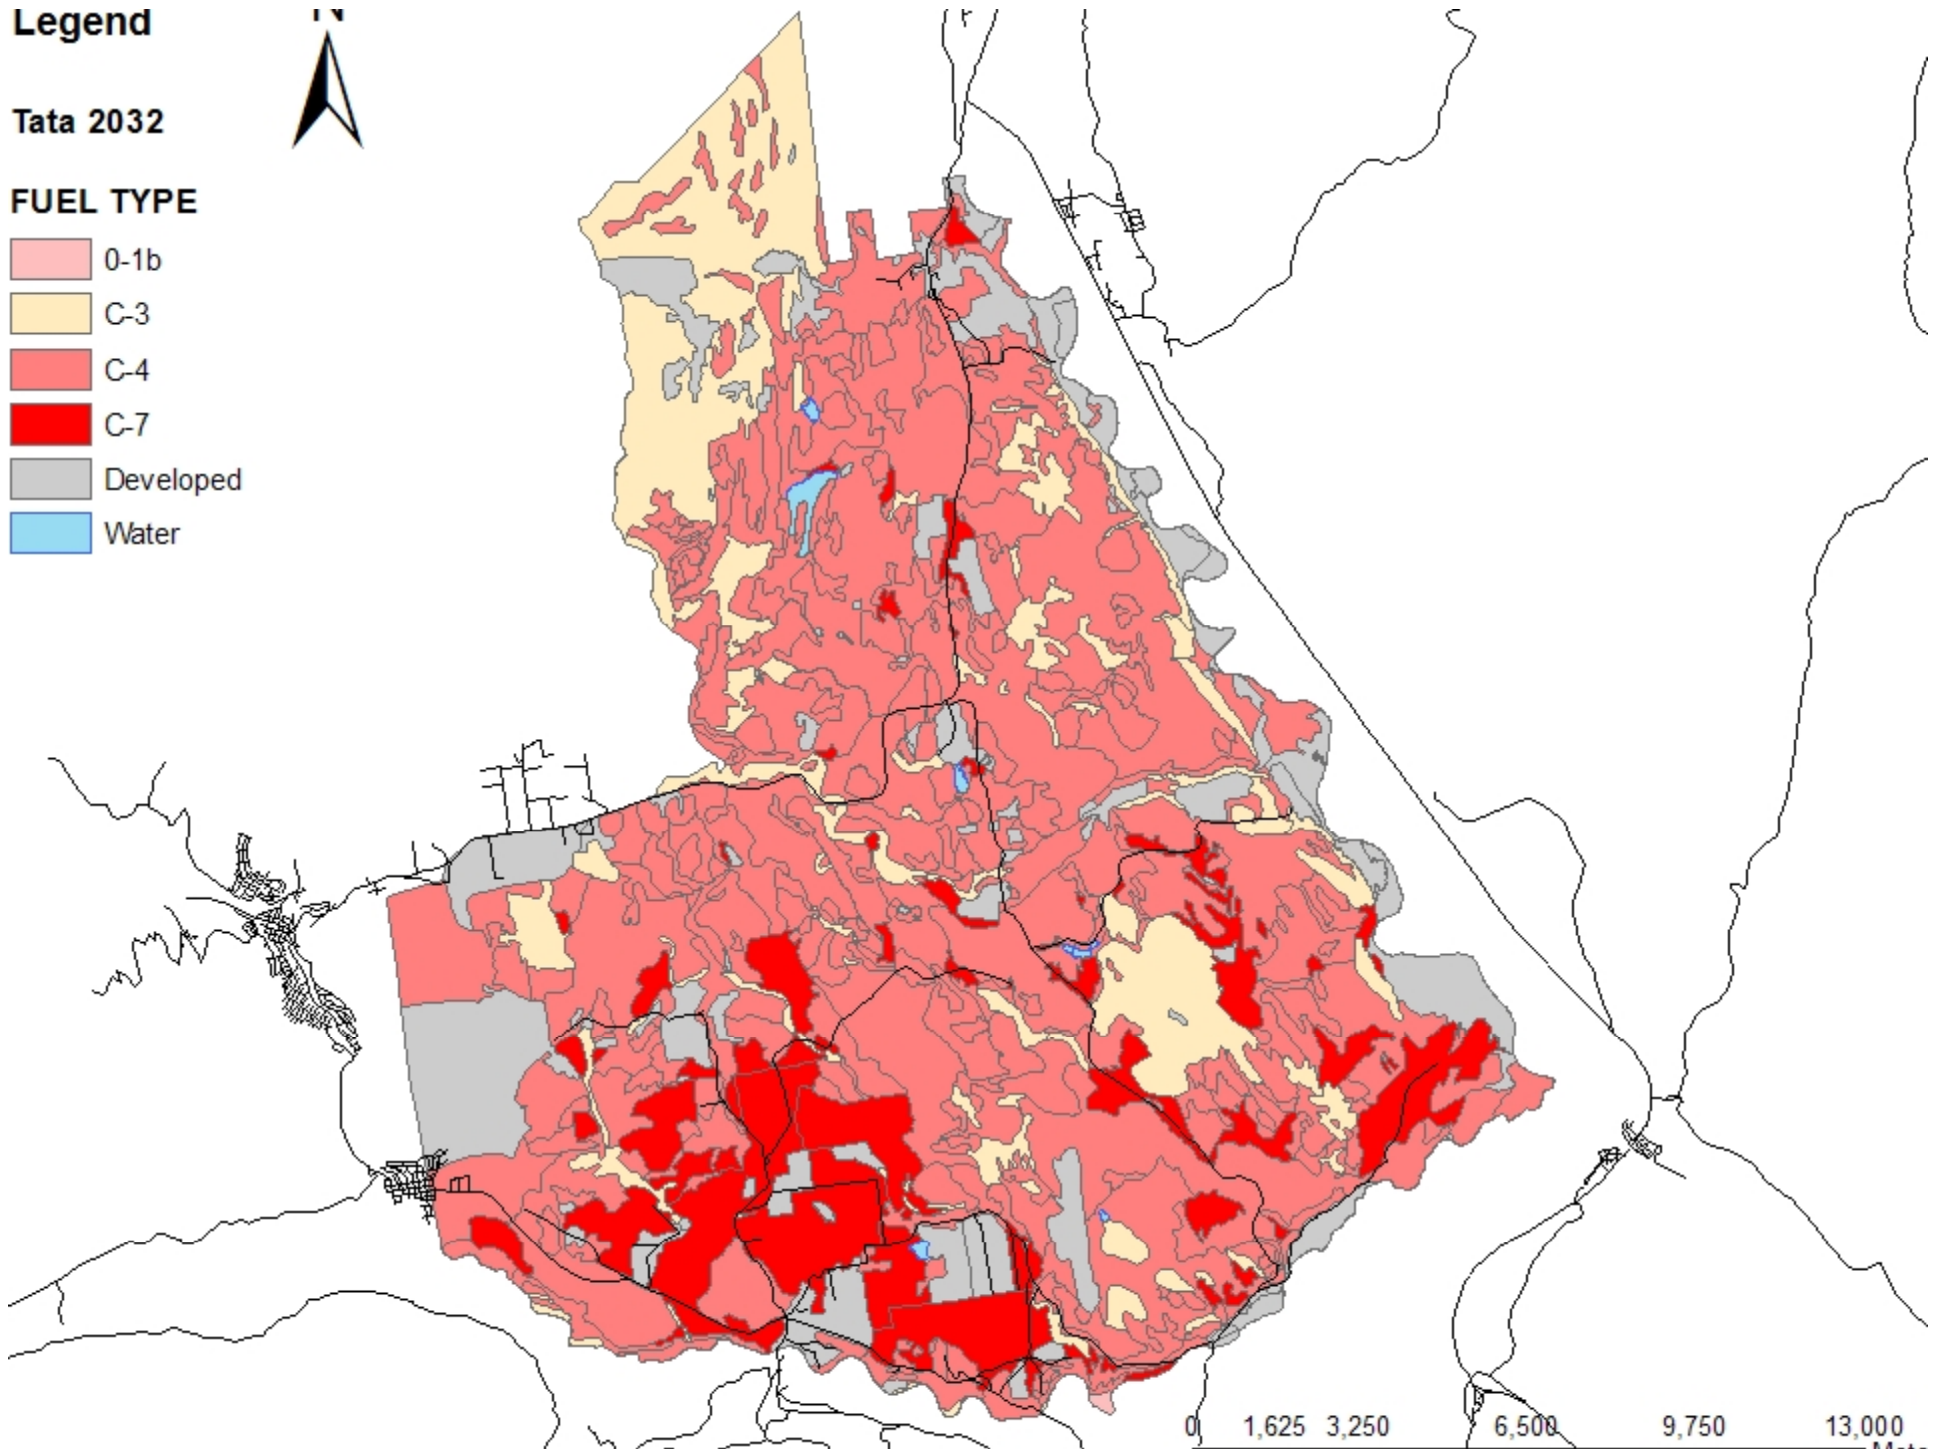 Legend
N
Tata 2032
FUEL TYPE
0-1b
C-3
C-4
C-7
Developed
Water
0 1,625 3,250 6,500 9,750 13,000